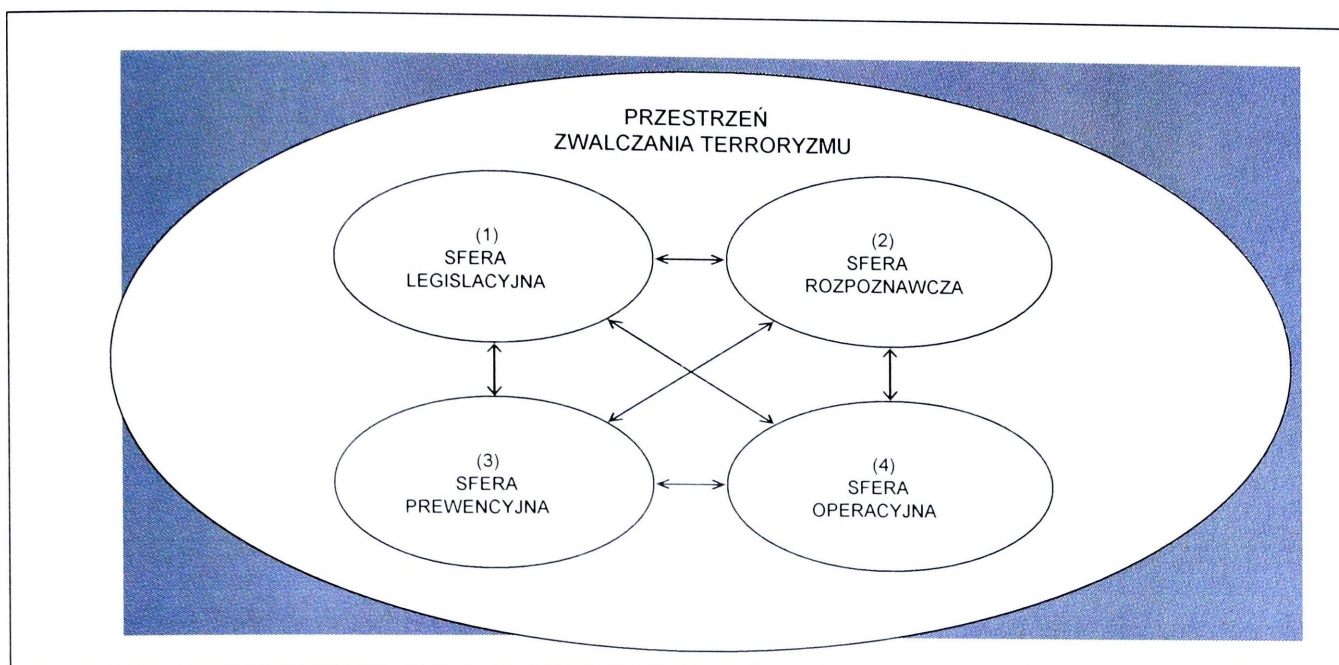 PRZESTRZEŃ
ZWALCZANIA TERRORYZMU
(1)
SFERA
LEGISLACYJNA
(2)
SFERA
ROZPOZNAWCZA
(3)
SFERA
PREWENCYJNA
(4)
SFERA
OPERACYJNA